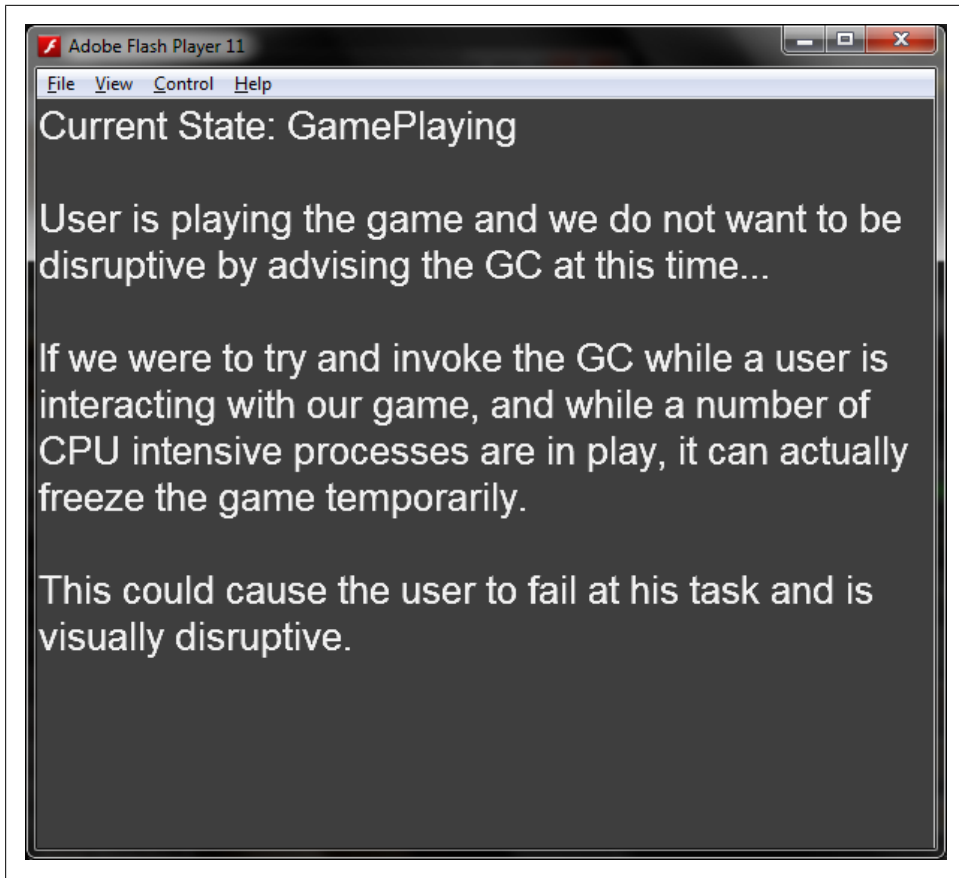 Adobe Flash Player 11
File View Control Help
Current State: GamePlaying
User is playing the game and we do not want to be
disruptive by advising the GC at this time...
If we were to try and invoke the GC while a user is
interacting with our game, and while a number of
CPU intensive processes are in play, it can actually
freeze the game temporarily.
This could cause the user to fail at his task and is
visually disruptive.